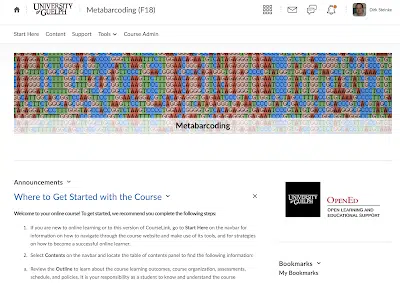 UNIVERSITY
of GUELPH
Metabarcoding (F18)
Dirk Steinke
Start Here Content Support Tools Course Admin
Metabarcoding
Announcements
Where to Get Started with the Course
Welcome to your online course! To get started, we recommend you complete the following steps:
1. If you are new to online learning or to this version of CourseLink, go to Start Here on the navbar for
information on how to navigate through the course website and make use of its tools, and for strategies
on how to become a successful online learner.
2. Select Contents on the navbar and locate the table of contents panel to find the following information:
a. Review the Outline to learn about the course learning outcomes, course organization, assessments,
schedule, and policies, it is your responsibility as a student to know and understand the course
OPENED
OPEN LEARNING AND
EDUCATIONAL SUPPORT
Bookmarks
My Bookmarks